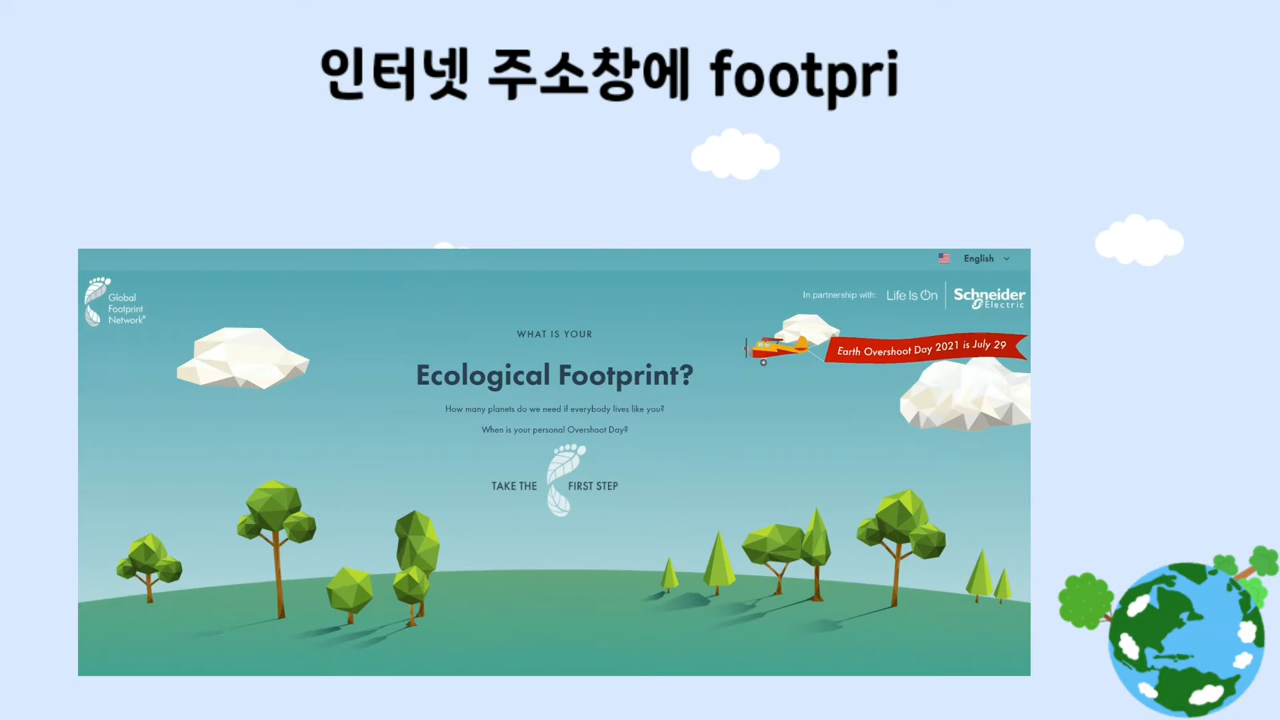 인터넷 주소창에 footpri
English
Global
Footprint
Network®
In partnership with:
Life Is On
Schneider
Electric
WHAT IS YOUR
Earth Overshoot Day 2021 is July 29
Ecological Footprint?
How many planets do we need if everybody lives like you?
When is your personal Overshoot Day?
TAKE THE FIRST STEP